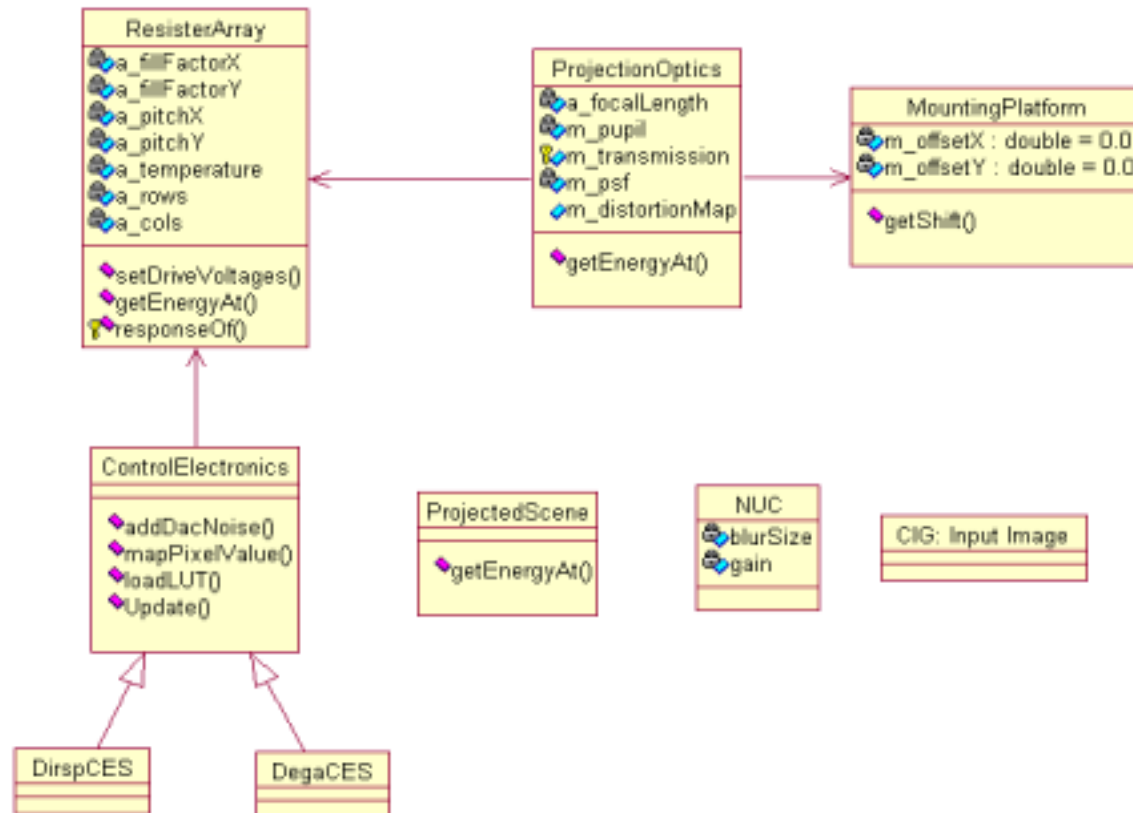 ResisterArray
a_fillFactorX
a_fillFactorY
a_pitchX
a_pitchY
a_temperature
a_rows
a_cols
setDriveVoltages()
getEnergyAt()
responseOf()
ProjectionOptics
a_focalLength
m_pupil
m_transmission
m_psf
m_distortionMap
getEnergyAt()
MountingPlatform
m_offsetX : double = 0.0
m_offsetY : double = 0.0
getShift()
ControlElectronics
addDacNoise()
mapPixelValue()
loadLUT()
Update()
ProjectedScene
getEnergyAt()
NUC
blurSize
gain
CIG: Input Image
DirspCES
DegaCES